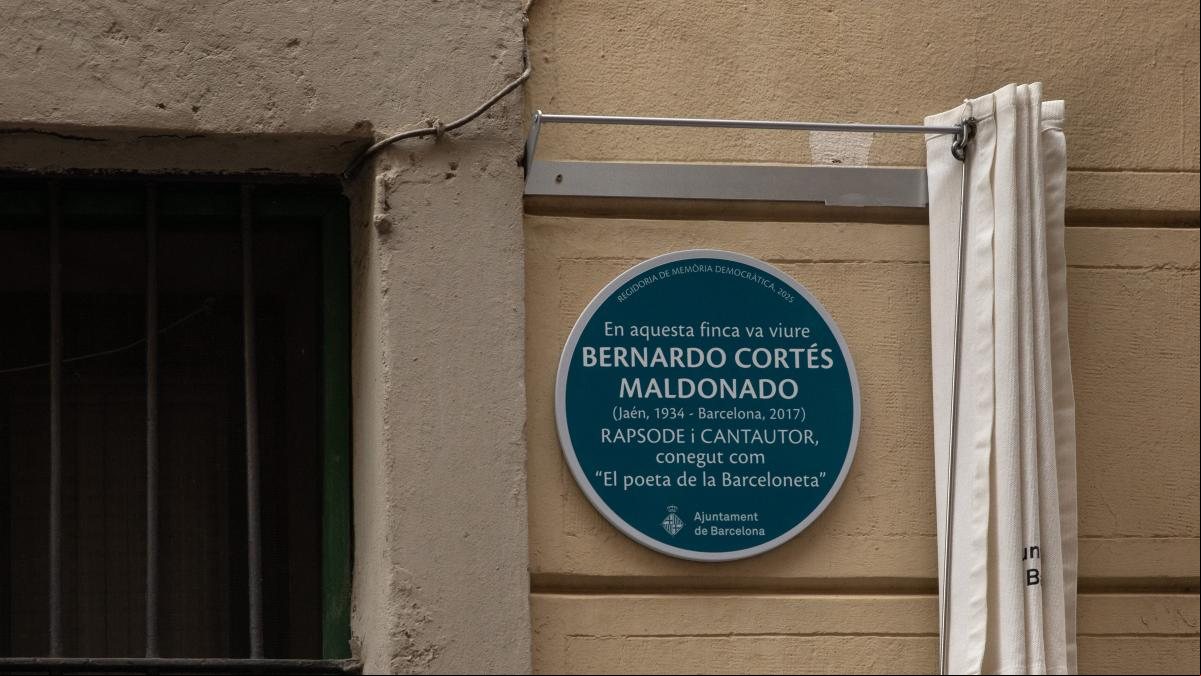 REGIDORIA DE MEMÒRIA DEMOCRÀTICA, 2025
En aquesta finca va viure
BERNARDO CORTÉS
MALDONADO
(Jaén, 1934 - Barcelona, 2017)
RAPSODE i CANTAUTOR,
conegut com
“El poeta de la Barceloneta”
Ajuntament
de Barcelona